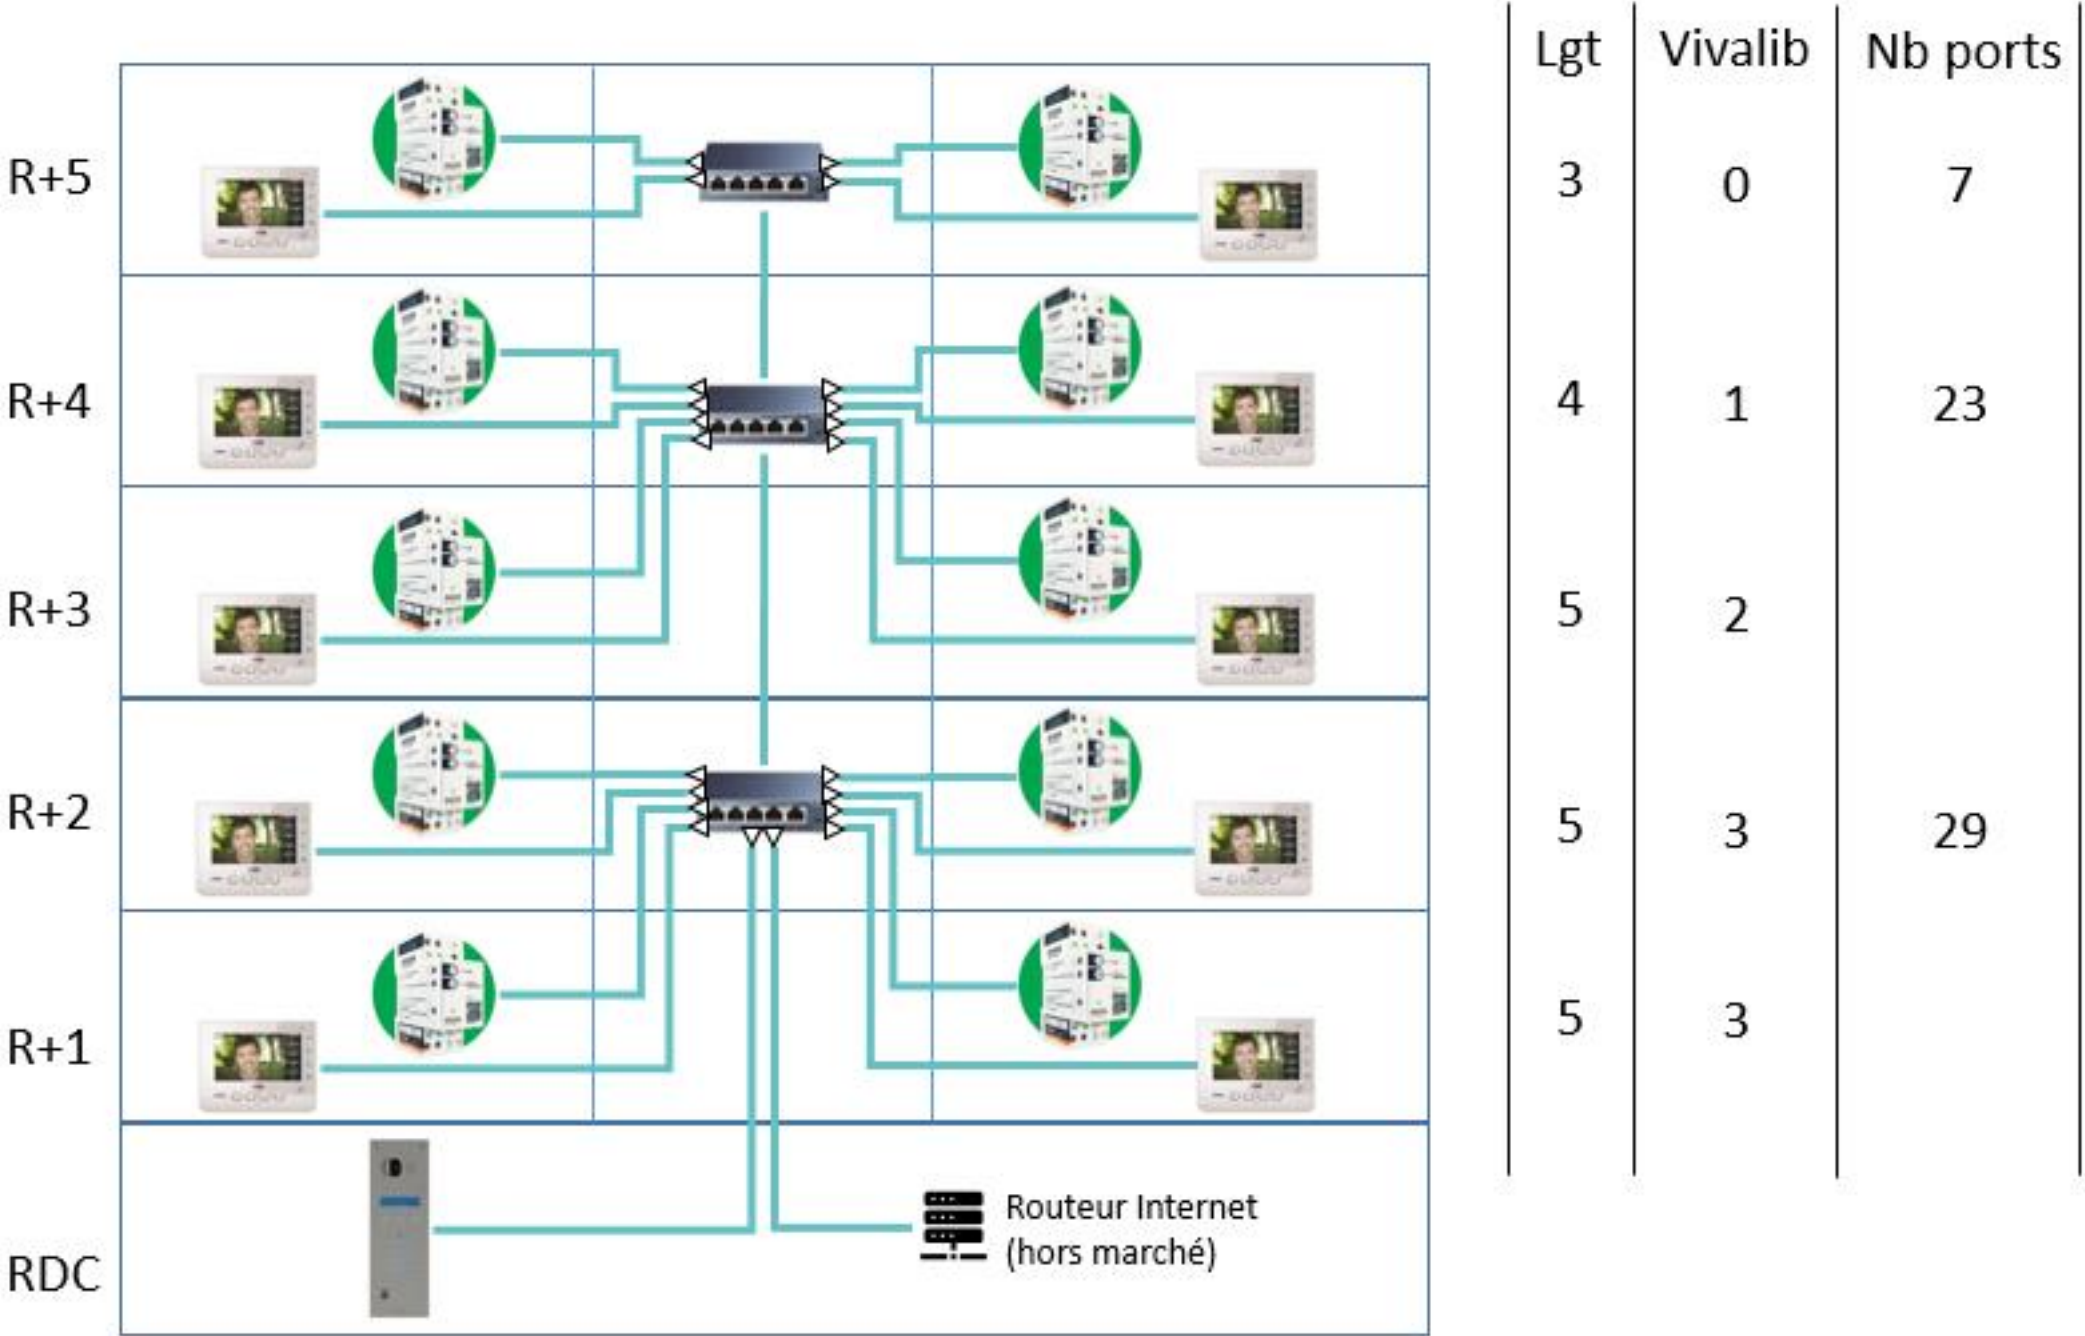 Lgt Vivalib Nb ports
R+5 3 0 7
R+4 4 1 23
R+3 5 2
R+2 5 3 29
R+1 5 3
Routeur Internet
(hors marché)
RDC